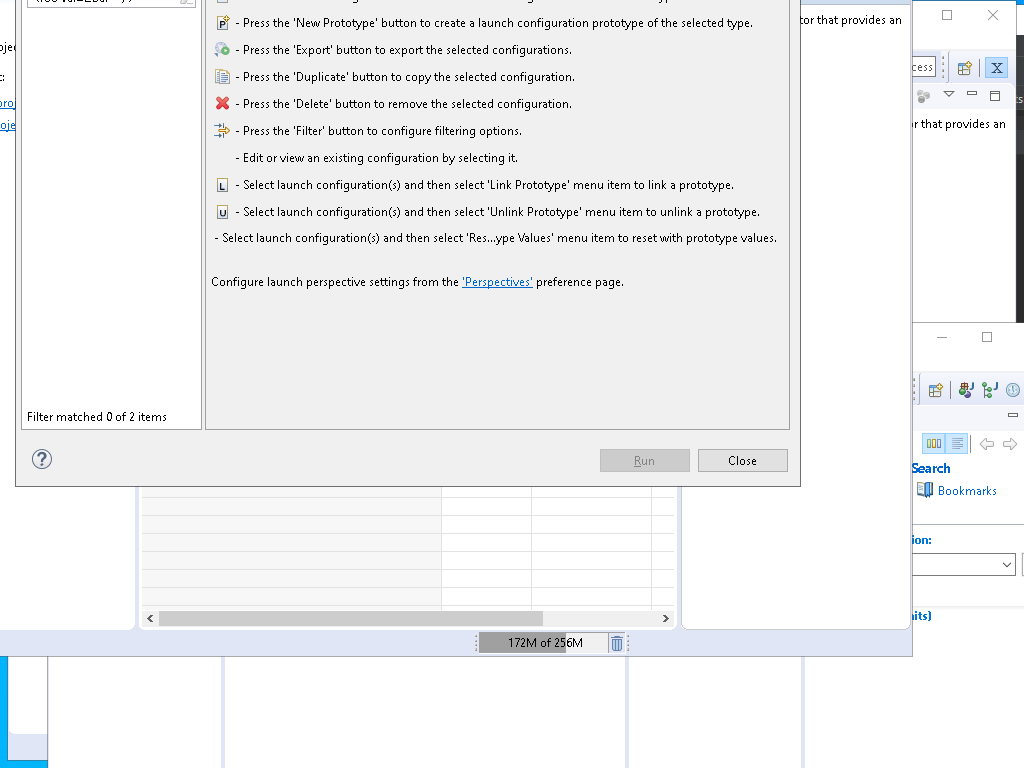 - Press the 'New Prototype' button to create a launch configuration prototype of the selected type.
- Press the 'Export' button to export the selected configurations.
- Press the 'Duplicate' button to copy the selected configuration.
- Press the 'Delete' button to remove the selected configuration.
- Press the 'Filter' button to configure filtering options.
- Edit or view an existing configuration by selecting it.
- Select launch configuration(s) and then select 'Link Prototype' menu item to link a prototype.
- Select launch configuration(s) and then select 'Unlink Prototype' menu item to unlink a prototype.
- Select launch configuration(s) and then select 'Res...ype Values' menu item to reset with prototype values.
Configure launch perspective settings from the 'Perspectives' preference page.
Filter matched 0 of 2 items
Run
Close
tor that provides an
cess
X
r that provides an
Search
Bookmarks
ion:
nits)
172M of 256M